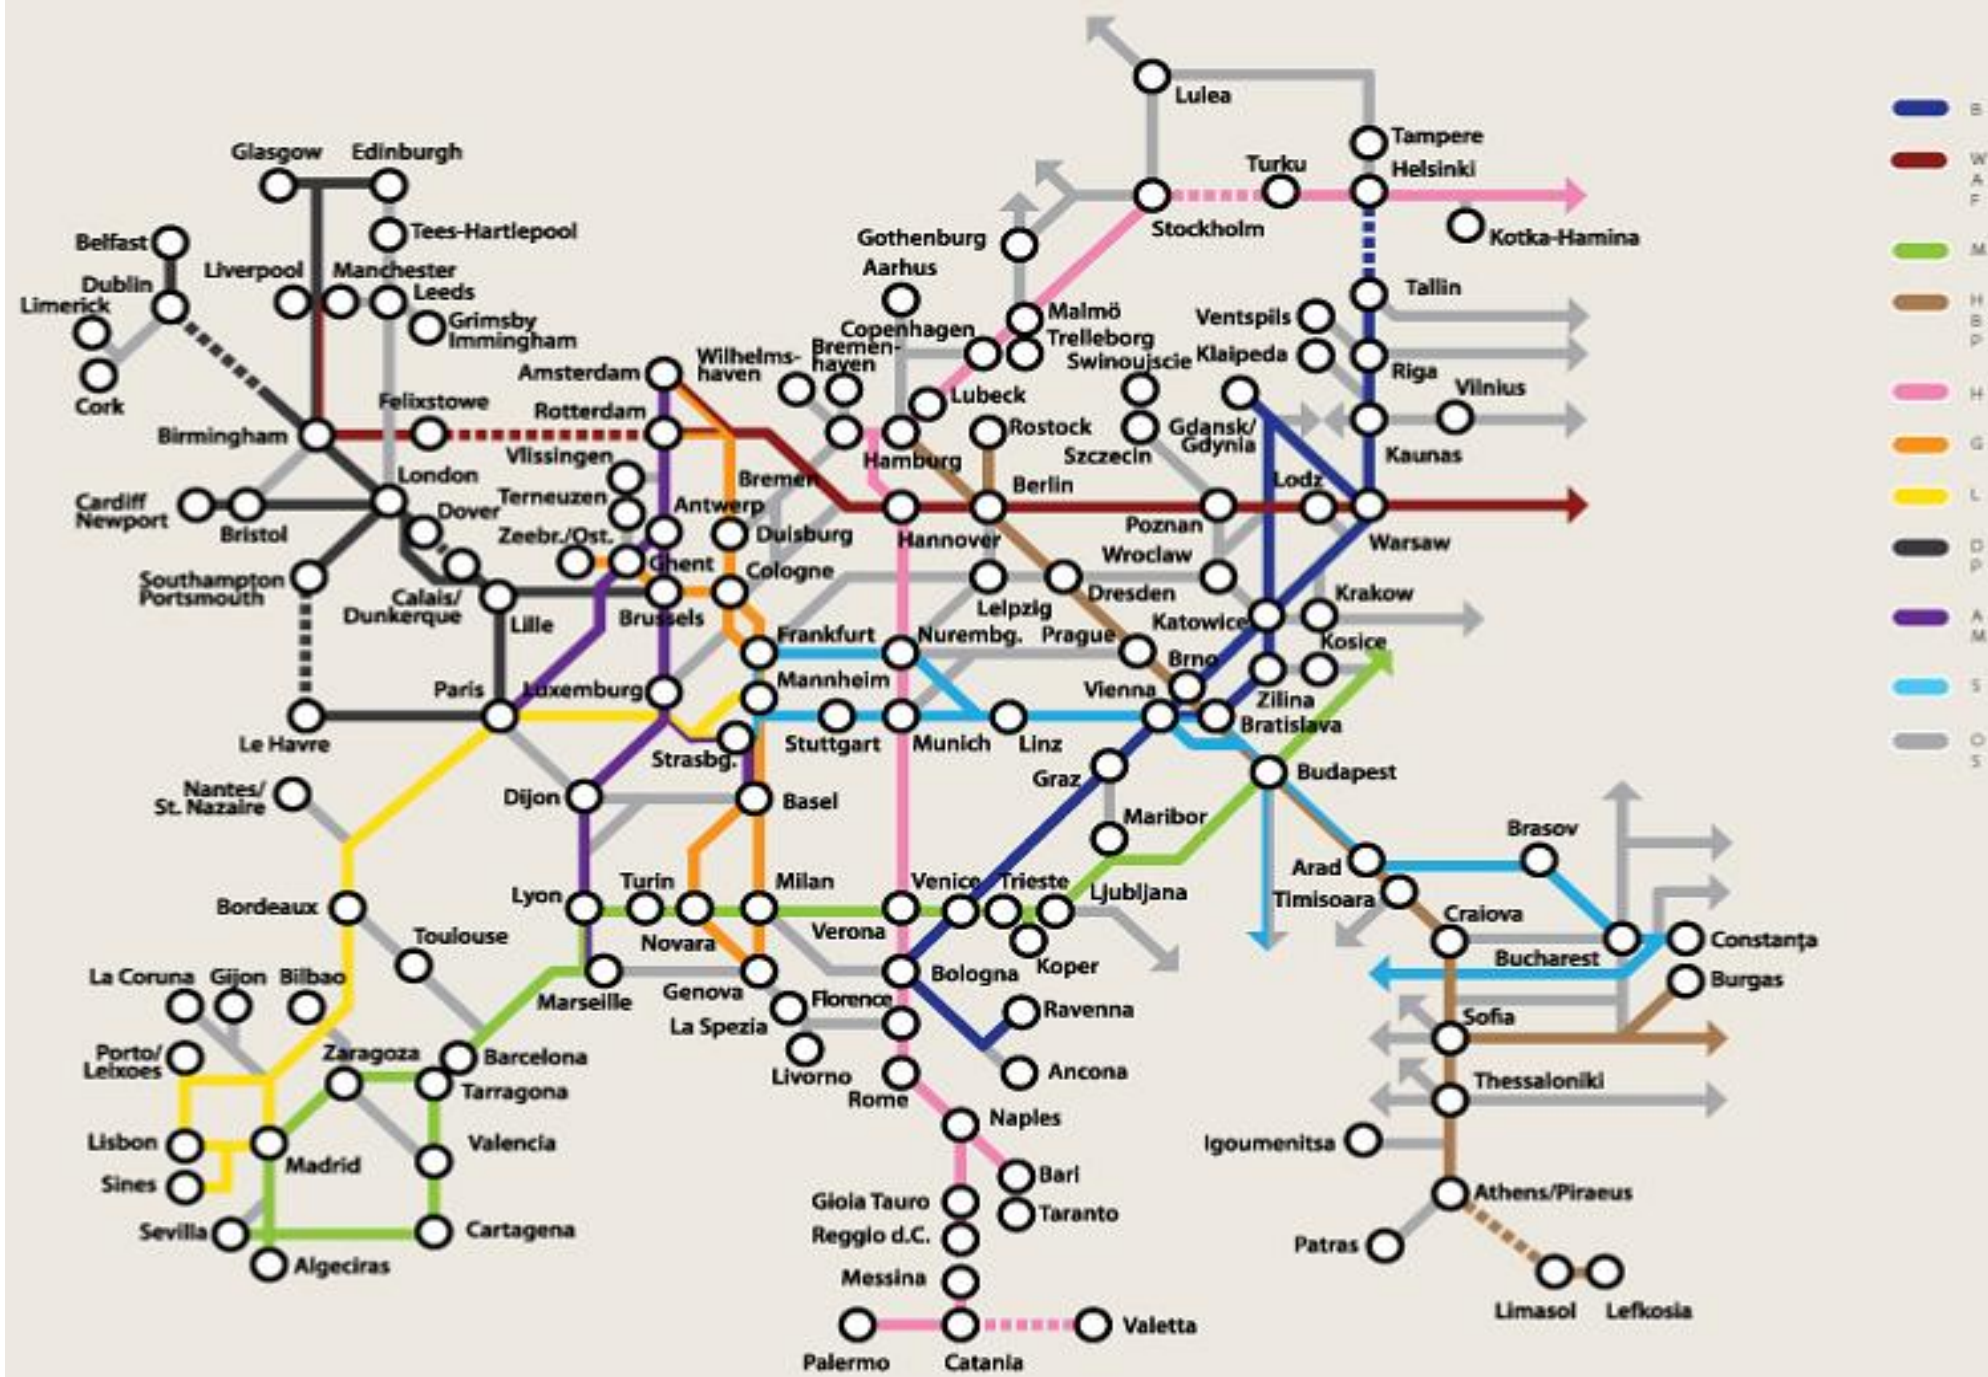 Lulea
Tampere
Helsinki
Turku
Stockholm
Kotka-Hamina
Glasgow
Edinburgh
Tees-Hartlepool
Belfast
Dublin
Limerick
Cork
Liverpool
Manchester
Leeds
Grimsby
Immingham
Gothenburg
Aarhus
Copenhagen
Malmö
Trelleborg
Swinoujscie
Tallin
Ventspils
Klaipeda
Riga
Vilnius
Kaunas
Amsterdam
Wilhelms-
haven
Bremen-
haven
Lubeck
Rostock
Hamburg
Szczecin
Gdansk/
Gdynia
Lodz
Felixstowe
Rotterdam
Birmingham
Vlissingen
London
Bremen
Berlin
Terneuzen
Antwerp
Cardiff
Newport
Bristol
Dover
Zeebr./Ost.
Duisburg
Hannover
Poznan
Warsaw
Ghent
Cologne
Wroclaw
Southampton
Portsmouth
Calais/
Dunkerque
Lille
Brussels
Leipzig
Dresden
Krakow
Katowice
Kosice
Frankfurt
Nurembg.
Prague
Brno
Paris
Luxemburg
Mannheim
Vienna
Zilina
Bratislava
Le Havre
Strasbg.
Stuttgart
Munich
Linz
Graz
Budapest
Nantes/
St. Nazaire
Dijon
Basel
Maribor
Brasov
Arad
Timisoara
Craiova
Lyon
Turin
Milan
Venice
Trieste
Ljubljana
Bordeaux
Novara
Verona
Koper
Bucharest
Constanţa
Burgas
Toulouse
La Coruna
Gijon
Bilbao
Marseille
Genova
Bologna
Florence
Ravenna
La Spezia
Sofia
Porto/
Leixoes
Zaragoza
Barcelona
Tarragona
Livorno
Rome
Ancona
Thessaloniki
Naples
Lisbon
Madrid
Valencia
Igoumenitsa
Sines
Bari
Gioia Tauro
Taranto
Athens/Piraeus
Sevilla
Cartagena
Reggio d.C.
Patras
Algeciras
Messina
Limasol
Lefkosia
Palermo
Catania
Valetta
B
W
A
F
M
H
B
P
H
G
L
A
M
S
O
S